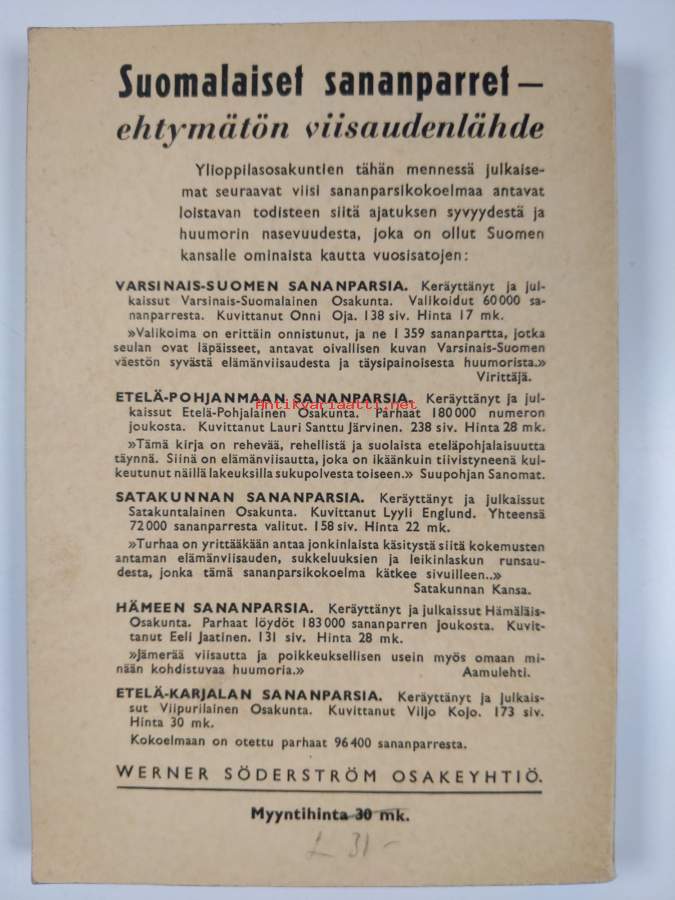 Suomalaiset sananparret —
ehtymätön viisaudenlähde
Ylioppilasosakuntien tähän mennessä julkaise-
mat seuraavat viisi sananparsikokoelmaa antavat
loistavan todisteen siitä ajatuksen syvyydestä ja
huumorin nasevuudesta, joka on ollut Suomen
kansalle ominaista kautta vuosisatojen:
VARSINAIS-SUOMEN SANANPARSIA. Keräyttänyt ja jul-
kaissut Varsinais-Suomalainen Osakunta. Valikoidut 60 000 sa-
nanparresta. Kuvittanut Onni Oja. 138 siv. Hinta 17 mk.
»Valikoima on erittäin onnistunut, ja ne 1 359 sananpartta, jotka
seulan ovat läpäisseet, antavat oivallisen kuvan Varsinais-Suomen
väestön syvästä elämänviisaudesta ja täysipainoisesta huumorista.»
Virittäjä.
ETELÄ-POHJANMAAN SANANPARSIA. Keräyttänyt ja jul-
kaissut Etelä-Pohjalainen Osakunta. Parhaat 180 000 numeron
joukosta. Kuvittanut Lauri Santtu Järvinen. 238 siv. Hinta 28 mk.
Antikvariaatti.net
»Tämä kirja on rehevää, rehellistä ja suolaista eteläpohjalaisuutta
täynnä. Siinä on elämänviisautta, joka on ikäänkuin tiivistyneenä kul-
keutunut näillä lakeuksilla sukupolvesta toiseen.» Suupohjan Sanomat.
SATAKUNNAN SANANPARSIA. Keräyttänyt ja julkaissut
Satakuntalainen Osakunta. Kuvittanut Lyyli Englund. Yhteensä
72 000 sananparresta valitut. 158 siv. Hinta 22 mk.
»Turhaa on yrittääkään antaa jonkinlaista käsitystä siitä kokemusten
antaman elämänviisauden, sukkeluuksien ja leikinlaskun runsau-
desta, jonka tämä sananparsikokoelma kätkee sivuilleen..»
Satakunnan Kansa.
HÄMEEN SANANPARSIA. Keräyttänyt ja julkaissut Hämäläis-
Osakunta. Parhaat löydöt 183 000 sananparren joukosta. Kuvit-
tanut Eeli Jaatinen. 131 siv. Hinta 28 mk.
»Jämerää viisautta ja poikkeuksellisen usein myös omaan mi-
nään kohdistuvaa huumoria.» Aamulehti.
ETELÄ-KARJALAN SANANPARSIA. Keräyttänyt ja julkais-
sut Viipurilainen Osakunta. Kuvittanut Viljo Kojo. 173 siv.
Hinta 30 mk.
Kokoelmaan on otettu parhaat 96 400 sananparresta.
WERNER SÖDERSTRÖM OSAKEYHTIÖ.
Myyntihinta 30 mk.
31-